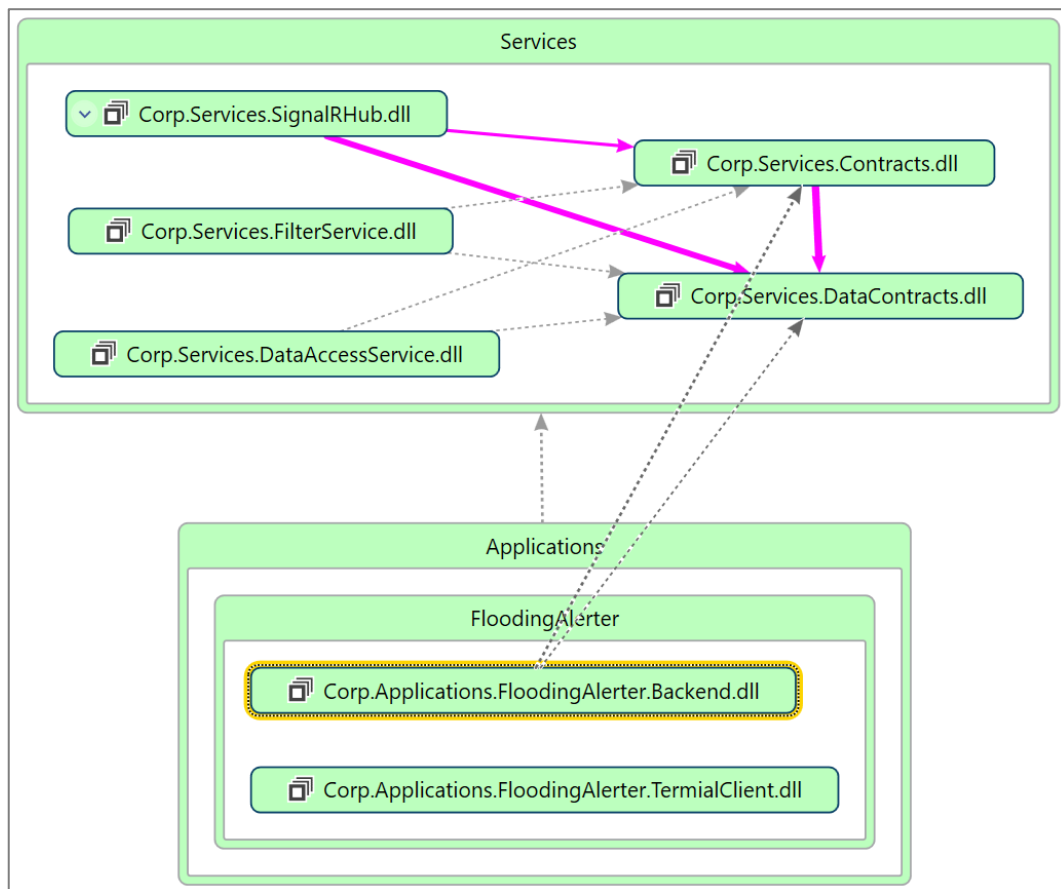 Services
Corp.Services.SignalRHub.dll
Corp.Services.Contracts.dll
Corp.Services.FilterService.dll
Corp.Services.DataContracts.dll
Corp.Services.DataAccessService.dll
Applications
FloodingAlerter
Corp.Applications.FloodingAlerter.Backend.dll
Corp.Applications.FloodingAlerter.TermialClient.dll